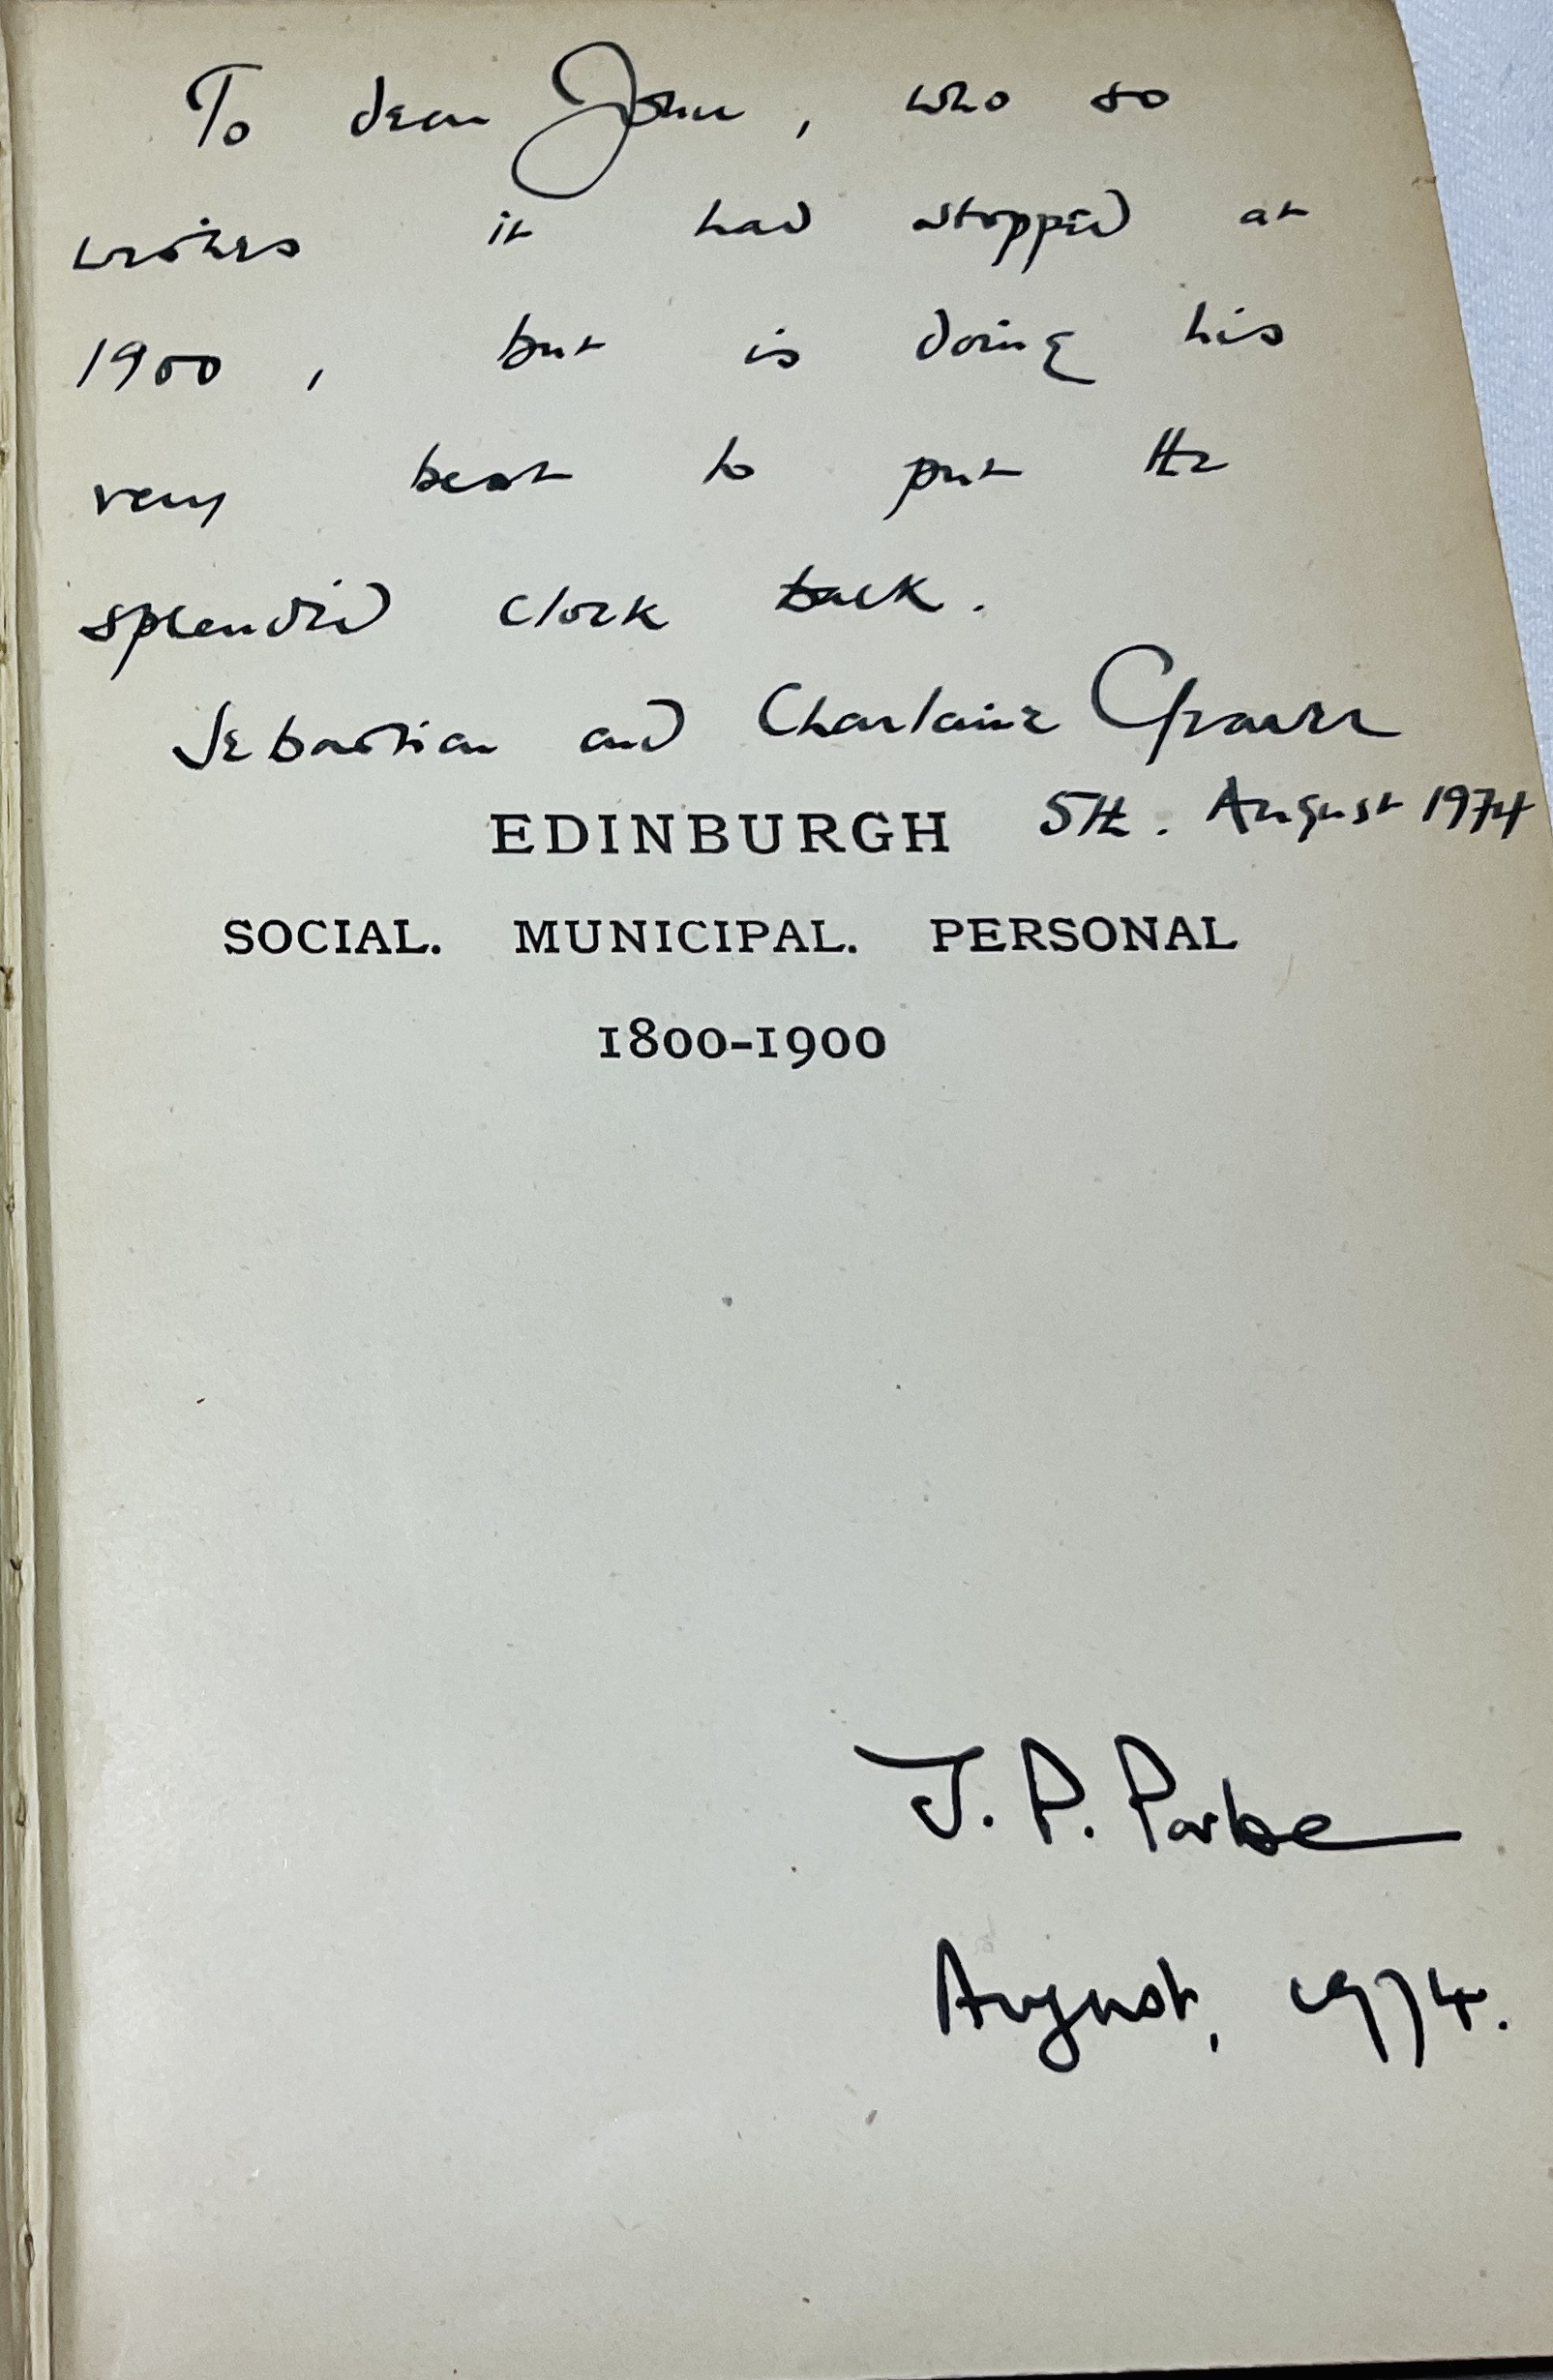 To dear John, who so
wishes it had stopped at
1900, but is doing his
very best to put the
splendid clock back.
Sebastian and Charlaine
5th. August 1974
EDINBURGH
SOCIAL. MUNICIPAL. PERSONAL
1800-1900
J. P.
August, 1974.